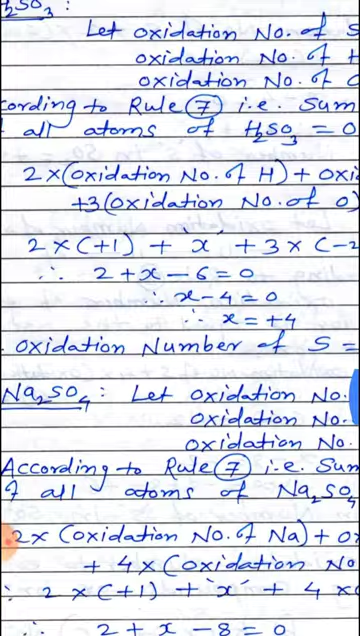 H₂SO₃:
Let Oxidation No. of S
oxidation No. of H
oxidation No. of
cording to Rule 7 i.e. Sum
all atoms of H₂SO₃ = 0
2×(oxidation No. of H) + oxi
+3(oxidation No. of O)
2×(+1) + 'x' + 3×(-2
∴ 2+x-6=0
∴ x-4=0
∴ x=+4
. oxidation Number of S =
Na₂SO₄: Let oxidation No.
oxidation No.
oxidation No.
According to Rule 7 i.e. Sum
of all atoms of Na₂SO₄
2×(oxidation No. of Na) + ox
+ 4×(oxidation No
: 2×(+1) + 'x' + 4×
∴ 2+x-8=0